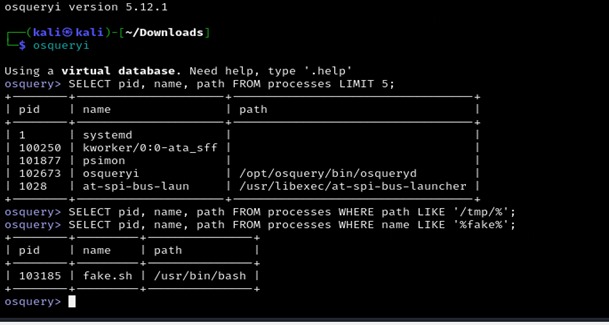 osqueryi version 5.12.1
┌──(kali㉿kali)-[~/Downloads]
└─$ osqueryi
Using a virtual database. Need help, type '.help'
osquery> SELECT pid, name, path FROM processes LIMIT 5;
+--------+-------------------+---------------------------------+
| pid    | name              | path                            |
+--------+-------------------+---------------------------------+
| 1      | systemd           |                                 |
| 100250 | kworker/0:0-ata_sff |                                 |
| 101877 | psimon            |                                 |
| 102673 | osqueryi          | /opt/osquery/bin/osqueryd       |
| 1028   | at-spi-bus-laun   | /usr/libexec/at-spi-bus-launcher |
+--------+-------------------+---------------------------------+
osquery> SELECT pid, name, path FROM processes WHERE path LIKE '/tmp/%';
osquery> SELECT pid, name, path FROM processes WHERE name LIKE '%fake%';
+--------+---------+---------------+
| pid    | name    | path          |
+--------+---------+---------------+
| 103185 | fake.sh | /usr/bin/bash |
+--------+---------+---------------+
osquery>